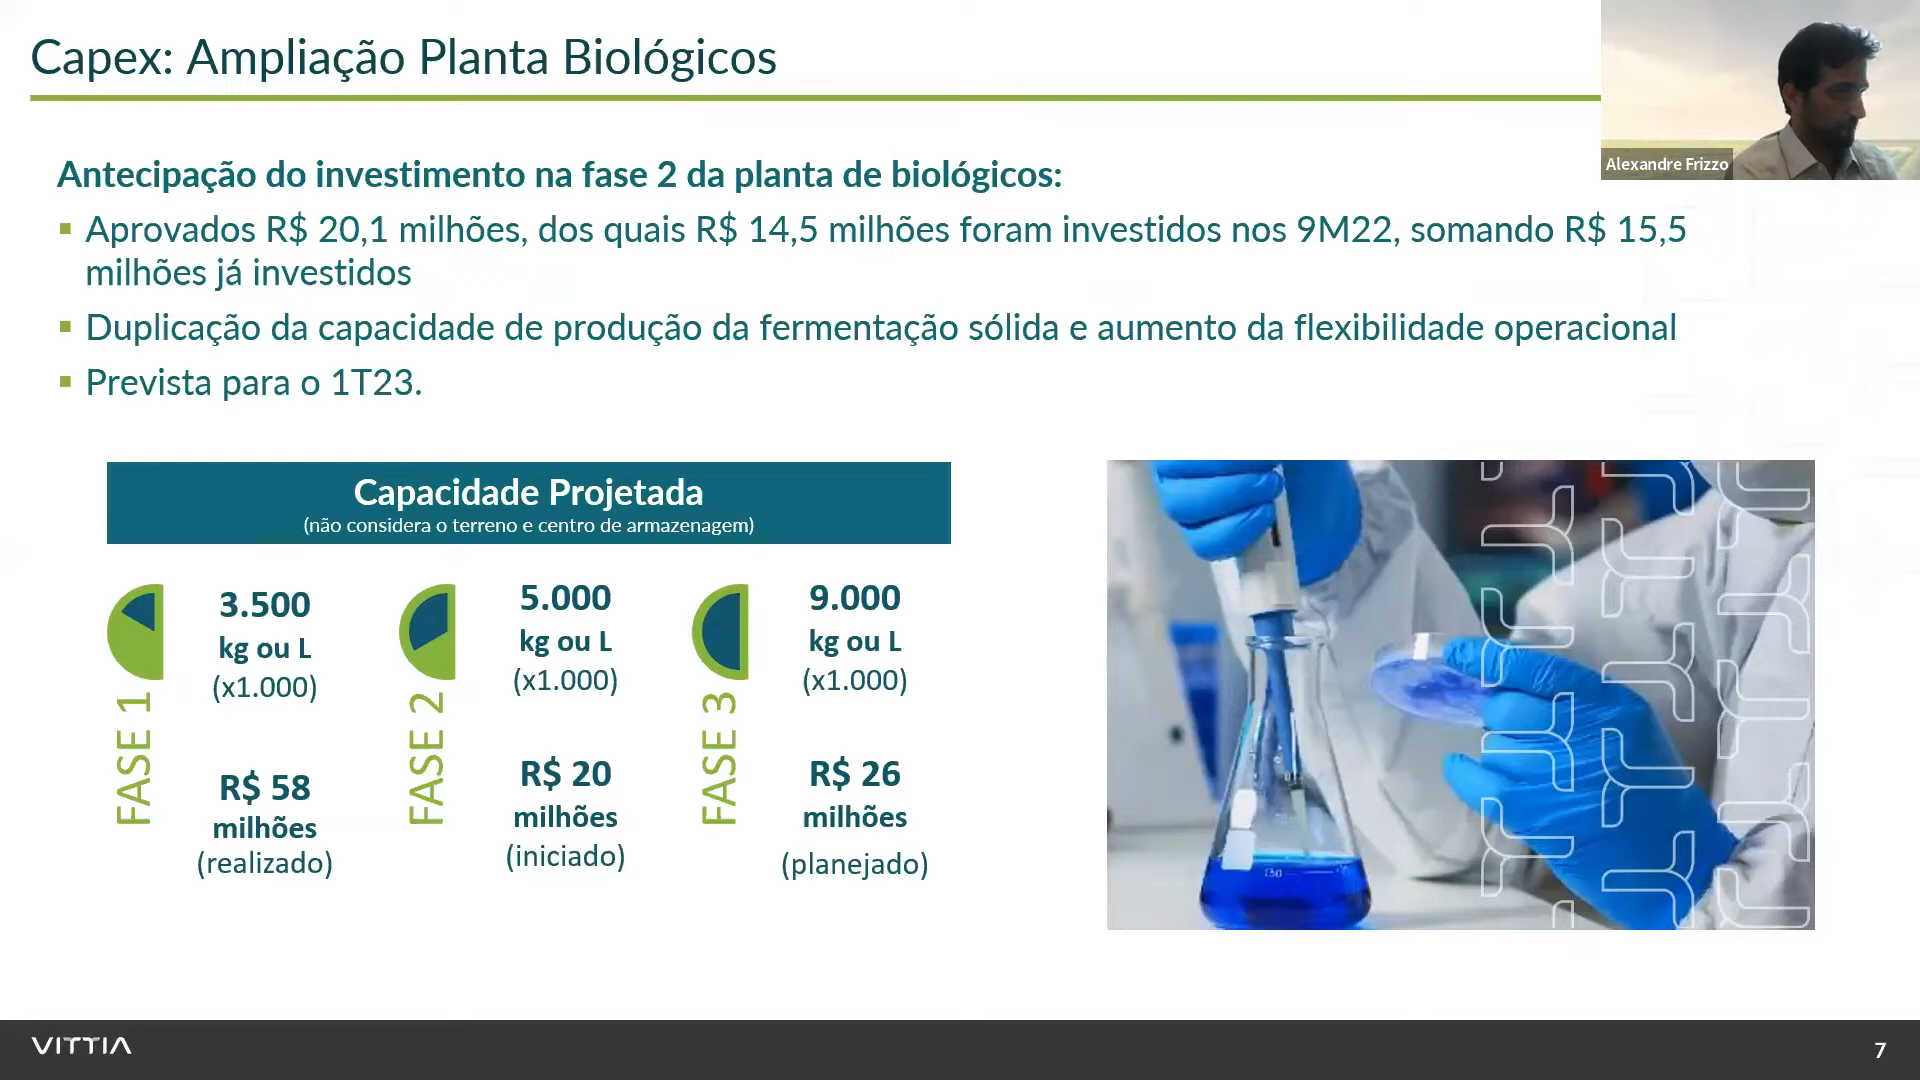 Capex: Ampliação Planta Biológicos
Alexandre Frizzo
Antecipação do investimento na fase 2 da planta de biológicos:
▪ Aprovados R$ 20,1 milhões, dos quais R$ 14,5 milhões foram investidos nos 9M22, somando R$ 15,5
milhões já investidos
▪ Duplicação da capacidade de produção da fermentação sólida e aumento da flexibilidade operacional
▪ Prevista para o 1T23.
Capacidade Projetada
(não considera o terreno e centro de armazenagem)
FASE 1
3.500
kg ou L
(x1.000)
R$ 58
milhões
(realizado)
FASE 2
5.000
kg ou L
(x1.000)
R$ 20
milhões
(iniciado)
FASE 3
9.000
kg ou L
(x1.000)
R$ 26
milhões
(planejado)
150
VITTIA
7